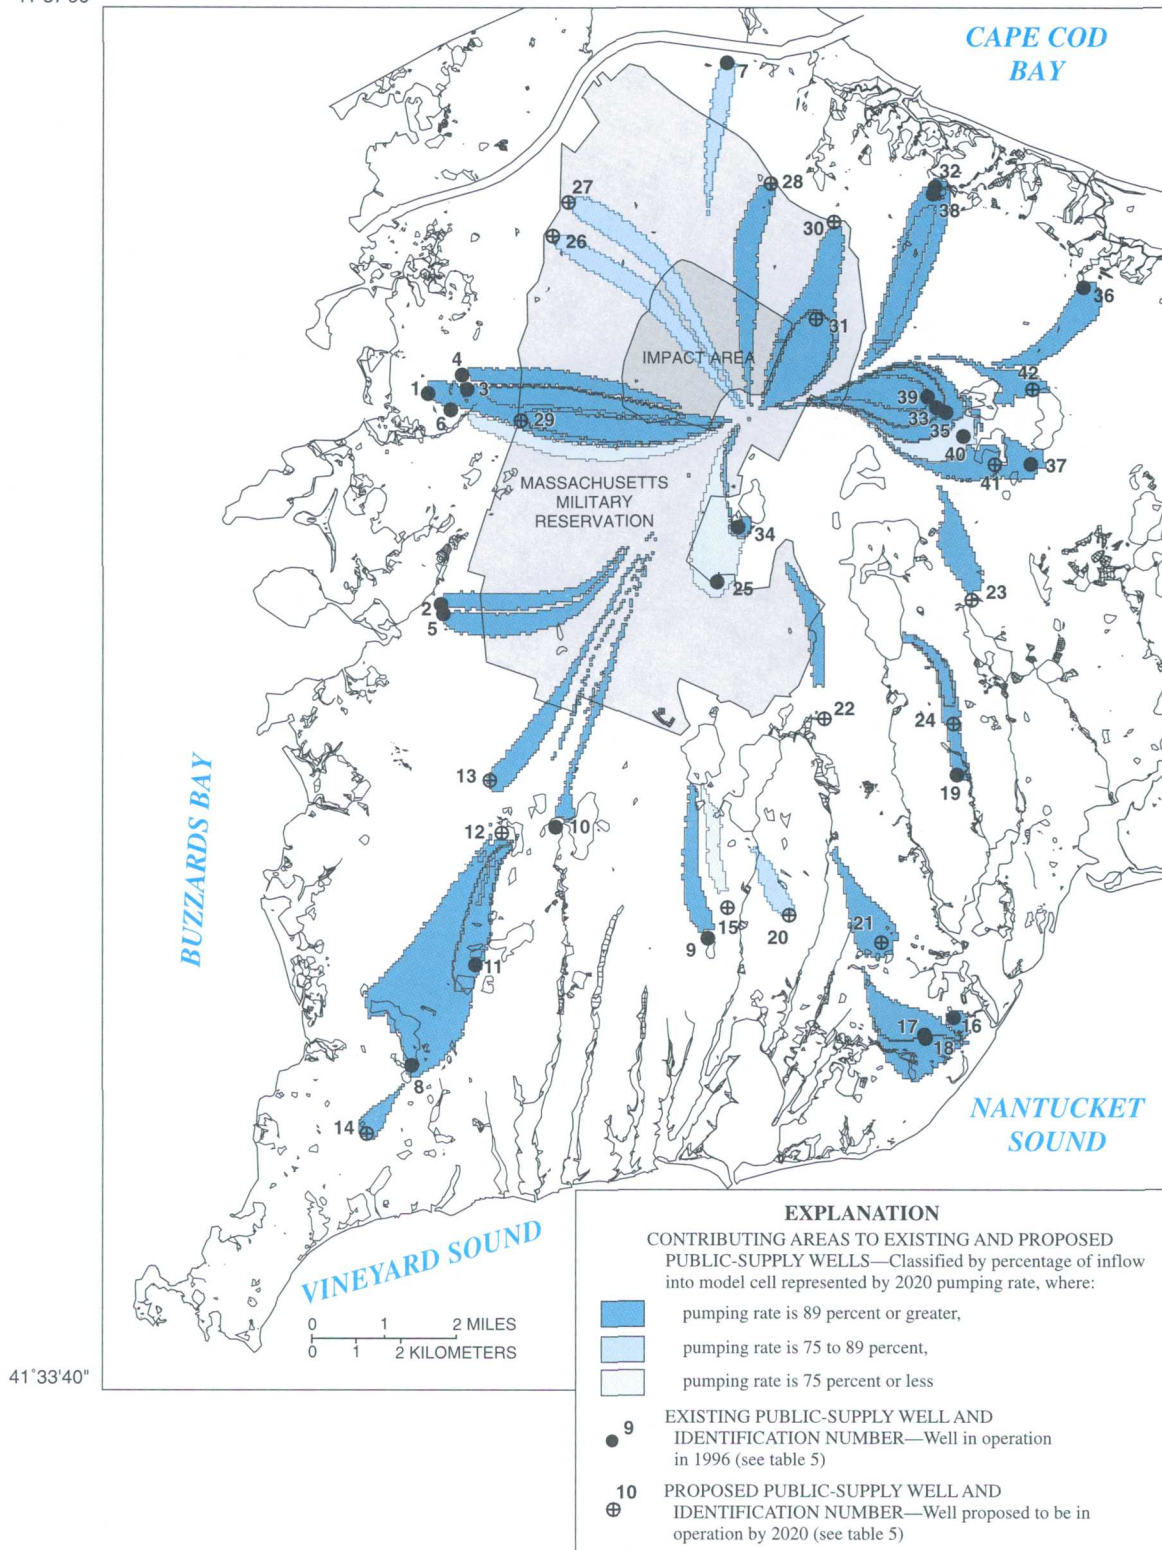 CAPE COD
BAY
7
32
28
27
38
30
26
36
31
IMPACT AREA
4
42
1
3
39
6
29
33
35
40
37
41
MASSACHUSETTS
MILITARY
RESERVATION
34
25
2
23
5
22
24
13
19
12
10
BUZZARDS BAY
15
20
21
9
11
17
16
18
8
14
NANTUCKET
SOUND
VINEYARD SOUND
0 1 2 MILES
0 1 2 KILOMETERS
41°33'40"
EXPLANATION
CONTRIBUTING AREAS TO EXISTING AND PROPOSED
PUBLIC-SUPPLY WELLS—Classified by percentage of inflow
into model cell represented by 2020 pumping rate, where:
pumping rate is 89 percent or greater,
pumping rate is 75 to 89 percent,
pumping rate is 75 percent or less
9 EXISTING PUBLIC-SUPPLY WELL AND
IDENTIFICATION NUMBER—Well in operation
in 1996 (see table 5)
10 PROPOSED PUBLIC-SUPPLY WELL AND
IDENTIFICATION NUMBER—Well proposed to be in
operation by 2020 (see table 5)